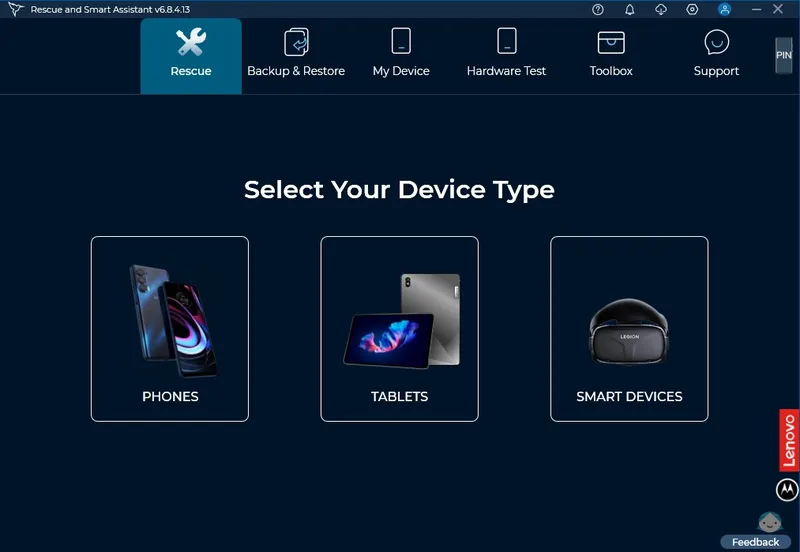 Rescue and Smart Assistant v6.8.4.13
Rescue
Backup & Restore
My Device
Hardware Test
Toolbox
Support
PIN
Select Your Device Type
LEGION
PHONES
TABLETS
SMART DEVICES
Lenovo
Feedback